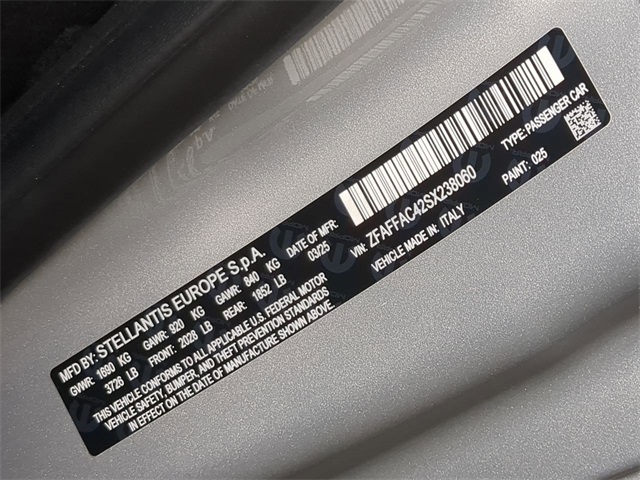 MFD BY: STELLANTIS EUROPE S.p.A.
GVWR: 1690 KG GAWR: 920 KG GAWR: 840 KG DATE OF MFR:
3726 LB FRONT: 2028 LB REAR: 1852 LB 03/25
THIS VEHICLE CONFORMS TO ALL APPLICABLE U.S. FEDERAL MOTOR
VEHICLE SAFETY, BUMPER, AND THEFT PREVENTION STANDARDS
IN EFFECT ON THE DATE OF MANUFACTURE SHOWN ABOVE.
VIN: ZFAFFAC42SX238060 TYPE: PASSENGER CAR
VEHICLE MADE IN: ITALY PAINT: 025